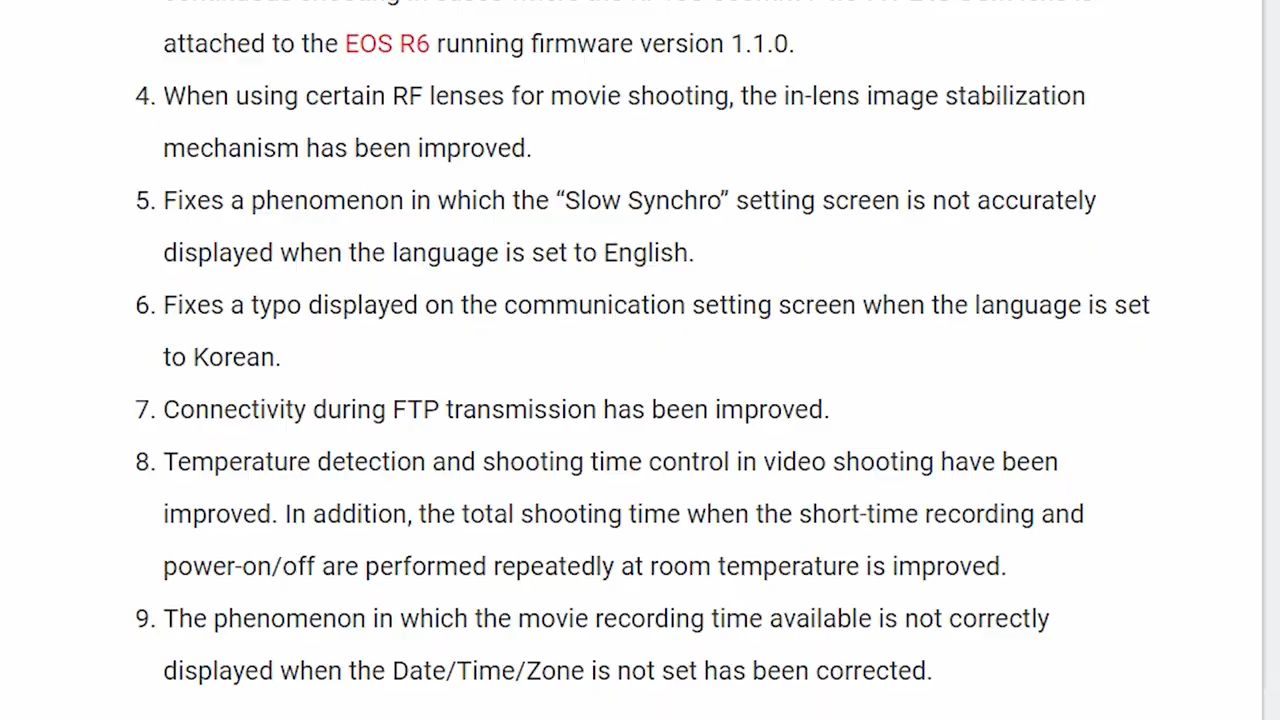 attached to the EOS R6 running firmware version 1.1.0.
4. When using certain RF lenses for movie shooting, the in-lens image stabilization
mechanism has been improved.
5. Fixes a phenomenon in which the “Slow Synchro” setting screen is not accurately
displayed when the language is set to English.
6. Fixes a typo displayed on the communication setting screen when the language is set
to Korean.
7. Connectivity during FTP transmission has been improved.
8. Temperature detection and shooting time control in video shooting have been
improved. In addition, the total shooting time when the short-time recording and
power-on/off are performed repeatedly at room temperature is improved.
9. The phenomenon in which the movie recording time available is not correctly
displayed when the Date/Time/Zone is not set has been corrected.